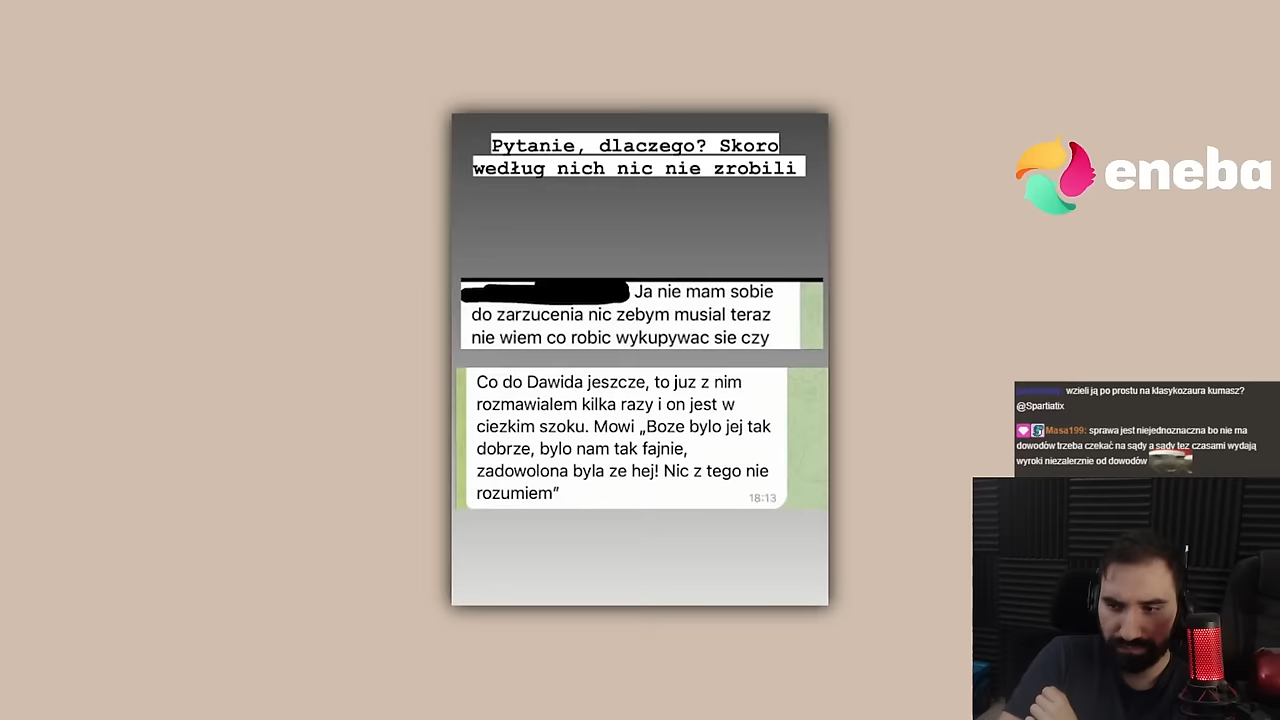 Pytanie, dlaczego? Skoro
według nich nic nie zrobili
Ja nie mam sobie
do zarzucenia nic zebym musial teraz
nie wiem co robic wykupywac sie czy
Co do Dawida jeszcze, to juz z nim
rozmawialem kilka razy i on jest w
ciezkim szoku. Mowi „Boze bylo jej tak
dobrze, bylo nam tak fajnie,
zadowolona byla ze hej! Nic z tego nie
rozumiem”
18:13
eneba
wzieli ją po prostu na klasykozaura kumasz?
@Spartiatix
Masa199: sprawa jest niejednoznaczna bo nie ma
dowodów trzeba czekać na sądy a sądy tez czasami wydają
wyroki niezalerznie od dowodów